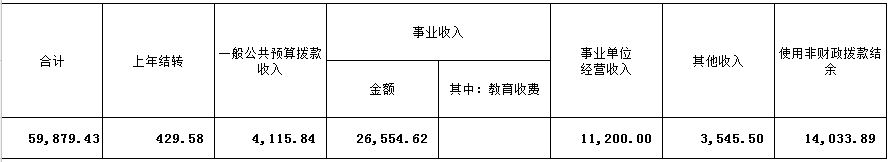 合计
上年结转
一般公共预算拨款
收入
事业收入
金额
其中：教育收费
事业单位
经营收入
其他收入
使用非财政拨款结
余
59,879.43
429.58
4,115.84
26,554.62
11,200.00
3,545.50
14,033.89